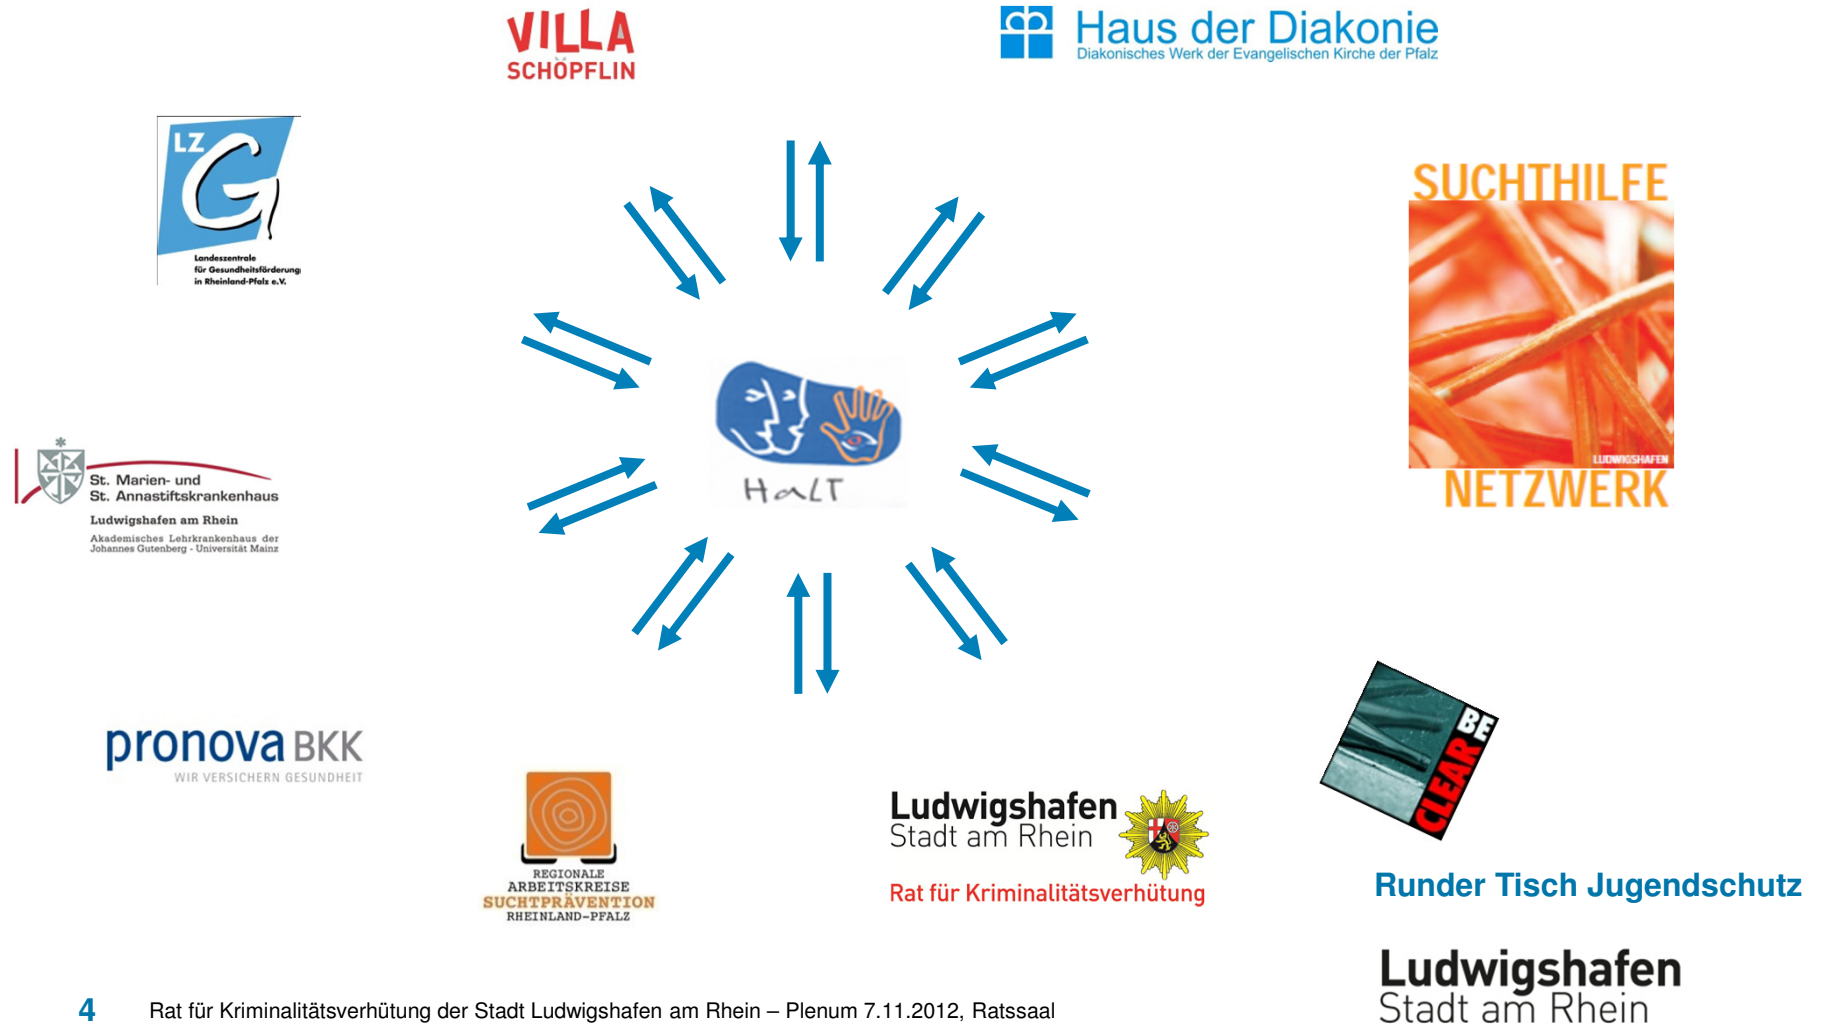 VILLA
SCHÖPFLIN
Haus der Diakonie
Diakonisches Werk der Evangelischen Kirche der Pfalz
LZ
G
Landeszentrale
für Gesundheitsförderung
in Rheinland-Pfalz e.V.
SUCHTHILFE
LUDWIGSHAFEN
NETZWERK
HaLT
St. Marien- und
St. Annastiftskrankenhaus
Ludwigshafen am Rhein
Akademisches Lehrkrankenhaus der
Johannes Gutenberg - Universität Mainz
pronova BKK
WIR VERSICHERN GESUNDHEIT
REGIONALE
ARBEITSKREISE
SUCHTPRÄVENTION
RHEINLAND-PFALZ
Ludwigshafen
Stadt am Rhein
Rat für Kriminalitätsverhütung
BE
CLEAR
Runder Tisch Jugendschutz
Ludwigshafen
Stadt am Rhein
4 Rat für Kriminalitätsverhütung der Stadt Ludwigshafen am Rhein – Plenum 7.11.2012, Ratssaal